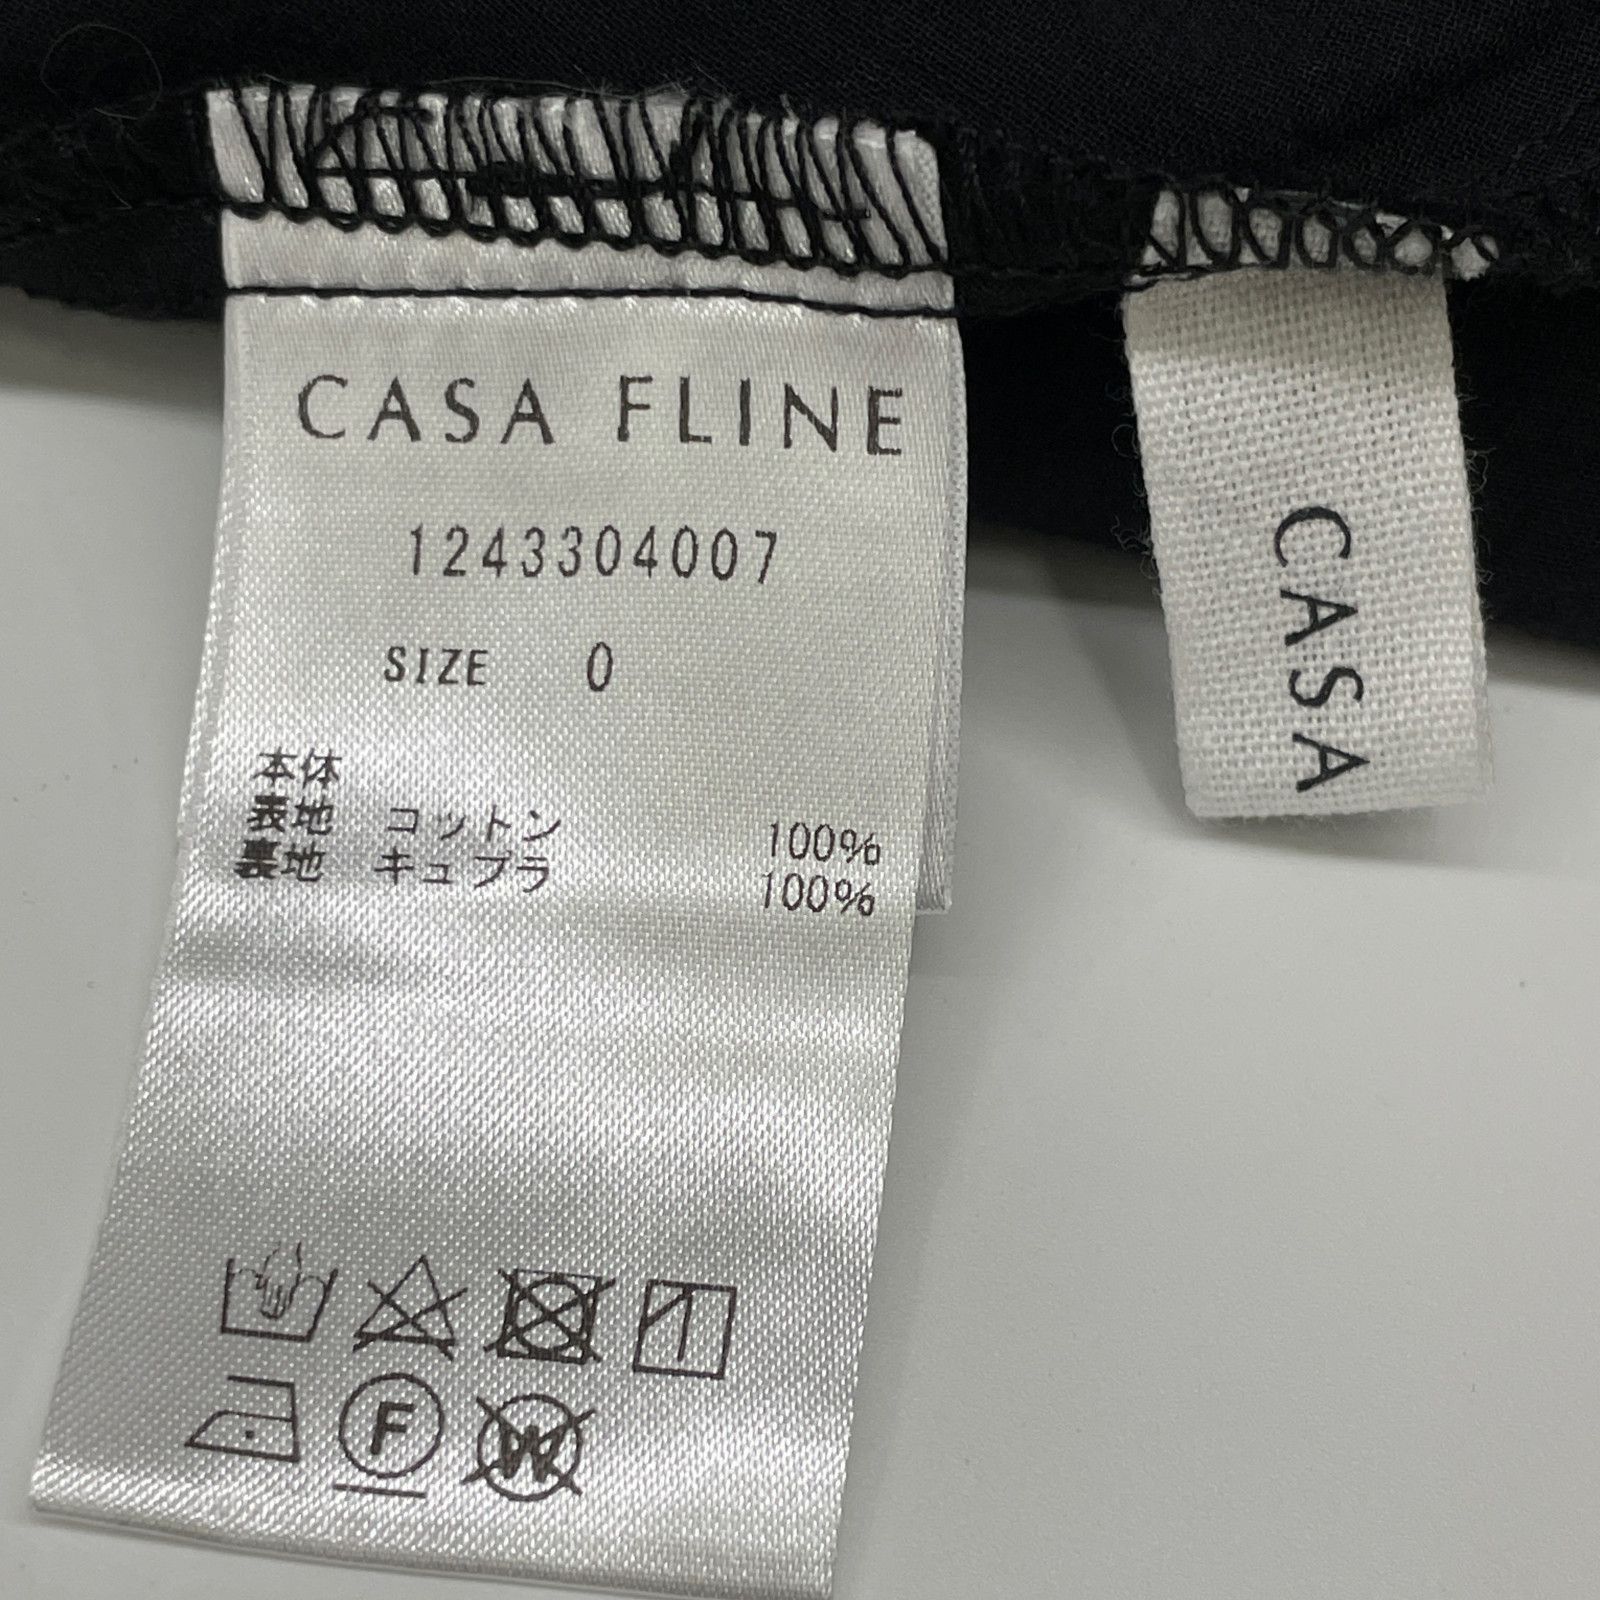 CASA FLINE
1243304007
SIZE 0
本体
表地 コットン 100%
裏地 キュプラ 100%
F
W
CASA